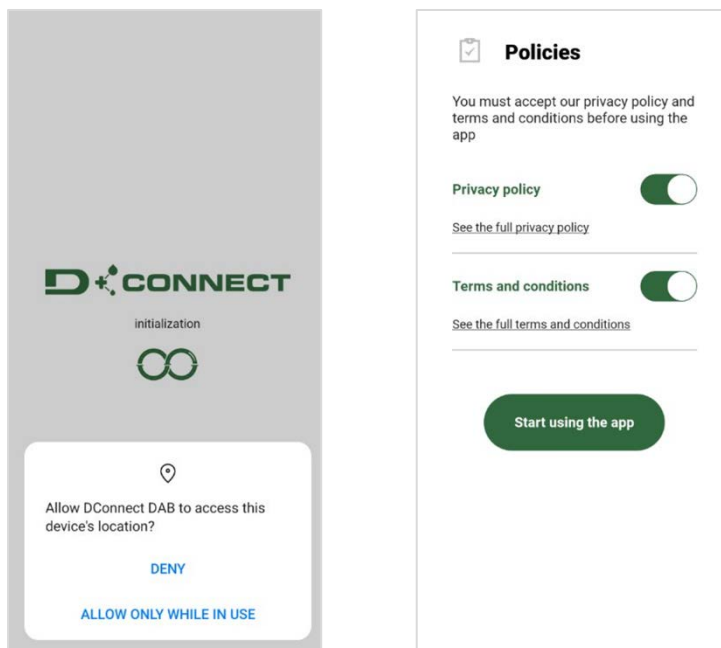 D+CONNECT
initialization
Allow DConnect DAB to access this
device's location?
DENY
ALLOW ONLY WHILE IN USE
Policies
You must accept our privacy policy and
terms and conditions before using the
app
Privacy policy
See the full privacy policy
Terms and conditions
See the full terms and conditions
Start using the app